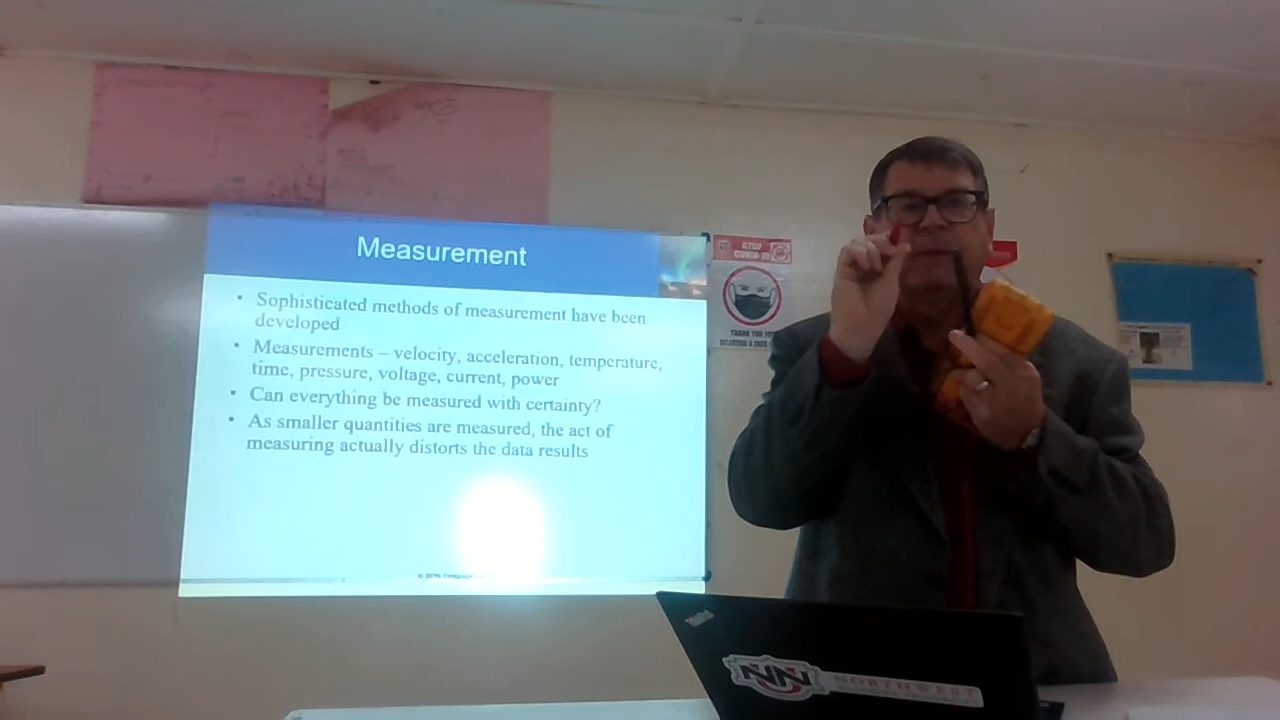 Measurement
• Sophisticated methods of measurement have been
developed
• Measurements – velocity, acceleration, temperature,
time, pressure, voltage, current, power
• Can everything be measured with certainty?
• As smaller quantities are measured, the act of
measuring actually distorts the data results
STOP
COVID-19
THANK YOU FOR
NORTHWEST